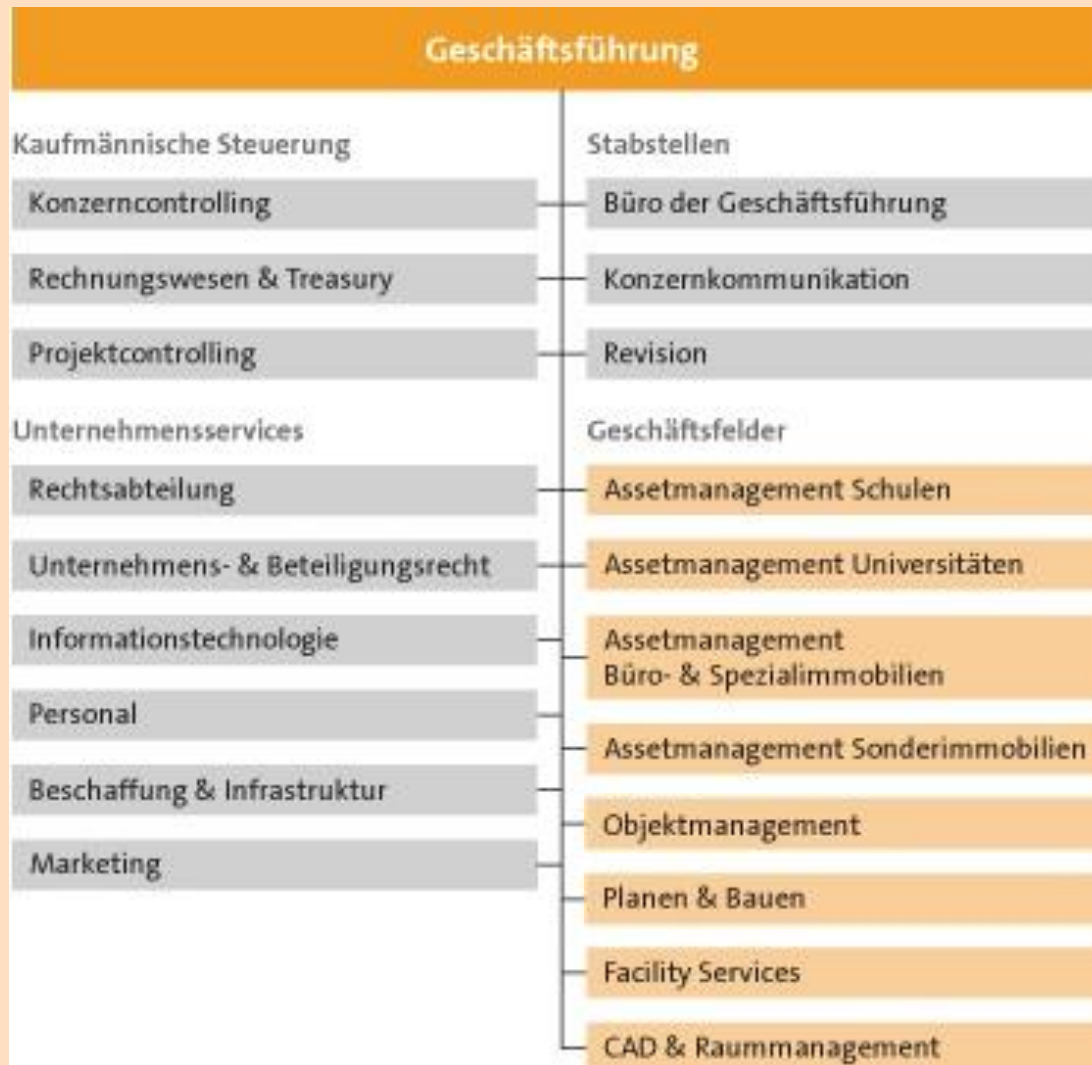 Geschäftsführung
Kaufmännische Steuerung
Konzerncontrolling
Rechnungswesen & Treasury
Projektcontrolling
Unternehmensservices
Rechtsabteilung
Unternehmens- & Beteiligungsrecht
Informationstechnologie
Personal
Beschaffung & Infrastruktur
Marketing
Stabstellen
Büro der Geschäftsführung
Konzernkommunikation
Revision
Geschäftsfelder
Assetmanagement Schulen
Assetmanagement Universitäten
Assetmanagement
Büro- & Spezialimmobilien
Assetmanagement Sonderimmobilien
Objektmanagement
Planen & Bauen
Facility Services
CAD & Raummanagement